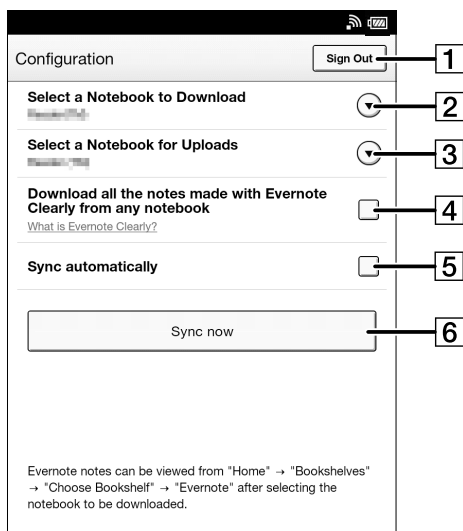 Configuration
Sign Out
1
Select a Notebook to Download
2
Select a Notebook for Uploads
3
Download all the notes made with Evernote
Clearly from any notebook
What is Evernote Clearly?
4
Sync automatically
5
Sync now
6
Evernote notes can be viewed from "Home" → "Bookshelves"
→ "Choose Bookshelf" → "Evernote" after selecting the
notebook to be downloaded.